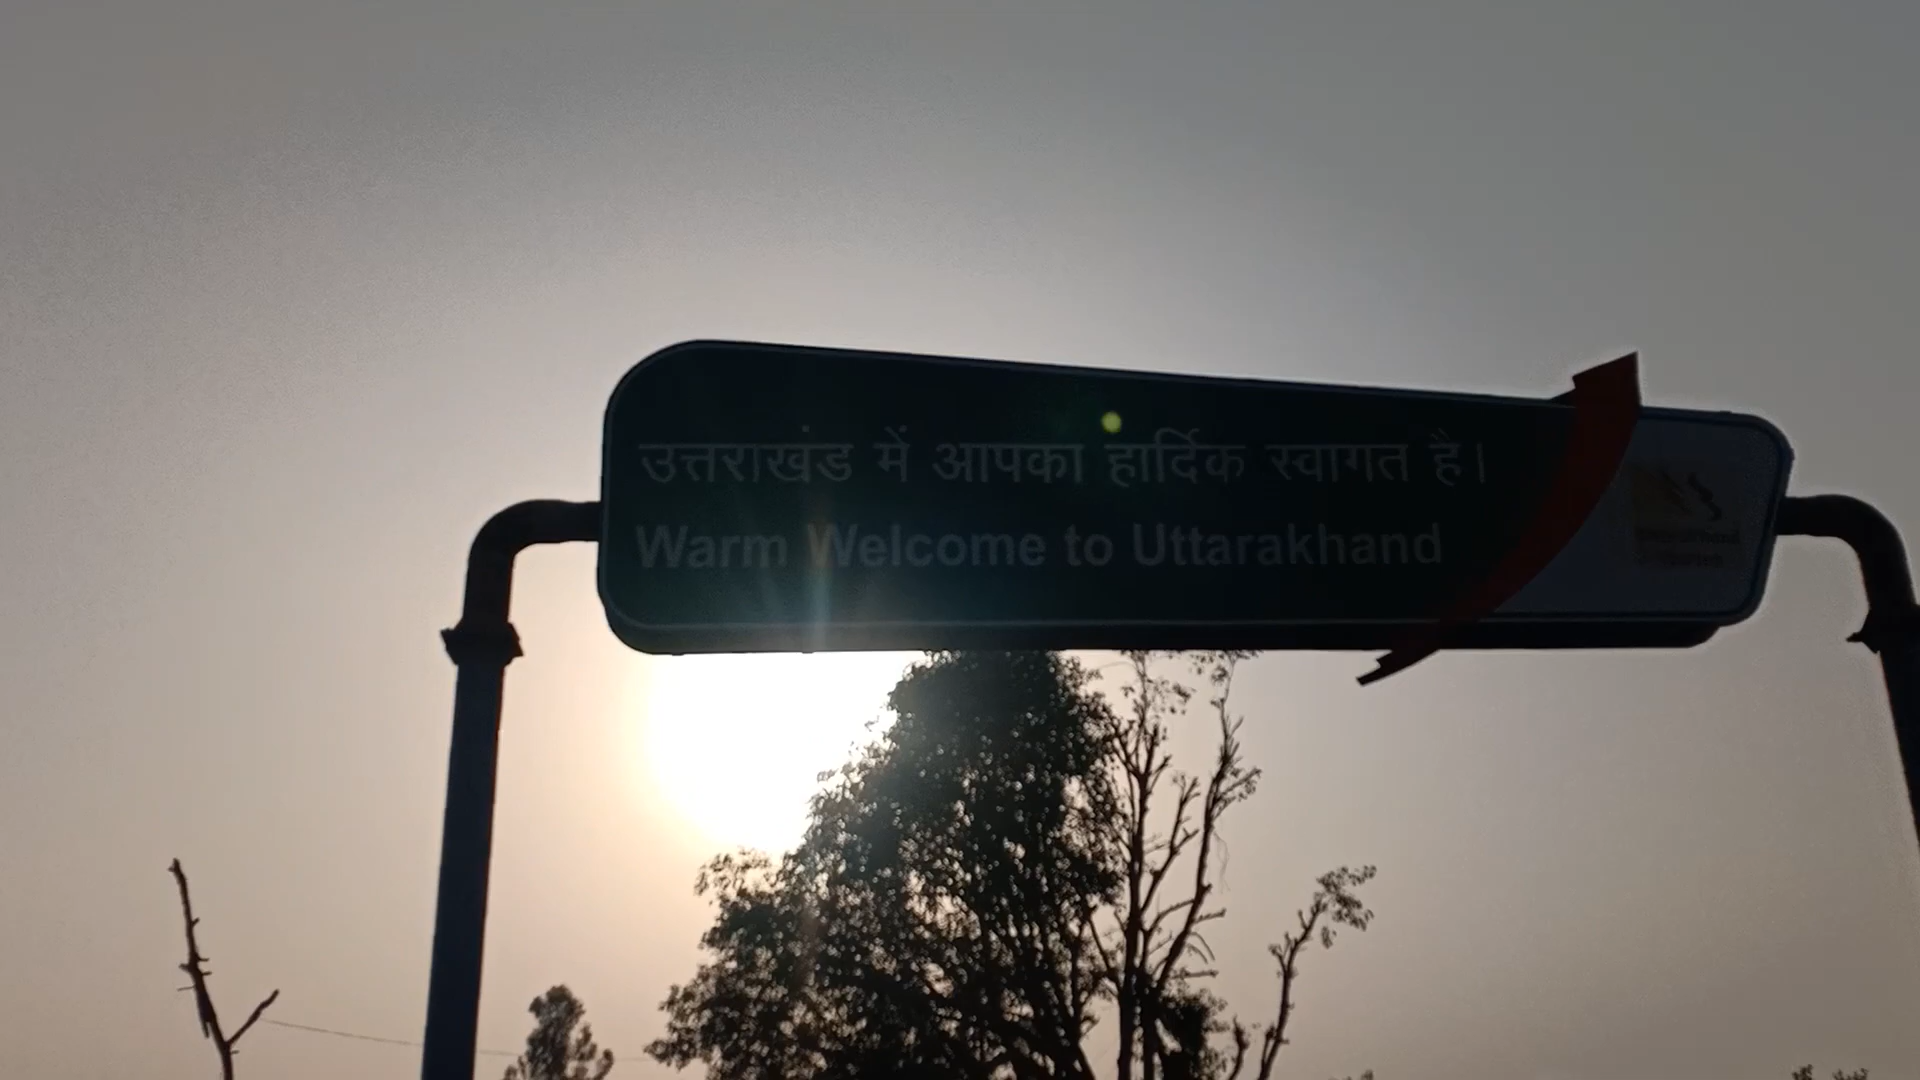 उत्तराखंड में आपका हार्दिक स्वागत है।
Warm Welcome to Uttarakhand